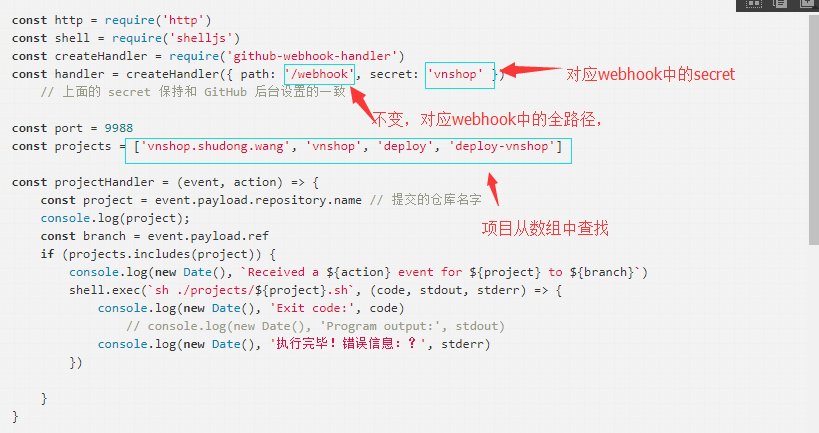 const http = require('http')
const shell = require('shelljs')
const createHandler = require('github-webhook-handler')
const handler = createHandler({ path: '/webhook', secret: 'vnshop' })
对应webhook中的secret
// 上面的 secret 保持和 GitHub 后台设置的一致
不变，对应webhook中的全路径，
const port = 9988
const projects = ['vnshop.shudong.wang', 'vnshop', 'deploy', 'deploy-vnshop']
const projectHandler = (event, action) => {
const project = event.payload.repository.name // 提交的仓库名字
console.log(project);
项目从数组中查找
const branch = event.payload.ref
if (projects.includes(project)) {
console.log(new Date(), `Received a ${action} event for ${project} to ${branch}`)
shell.exec(`sh ./projects/${project}.sh`, (code, stdout, stderr) => {
console.log(new Date(), 'Exit code:', code)
// console.log(new Date(), 'Program output:', stdout)
console.log(new Date(), '执行完毕！错误信息：？', stderr)
})
}
}